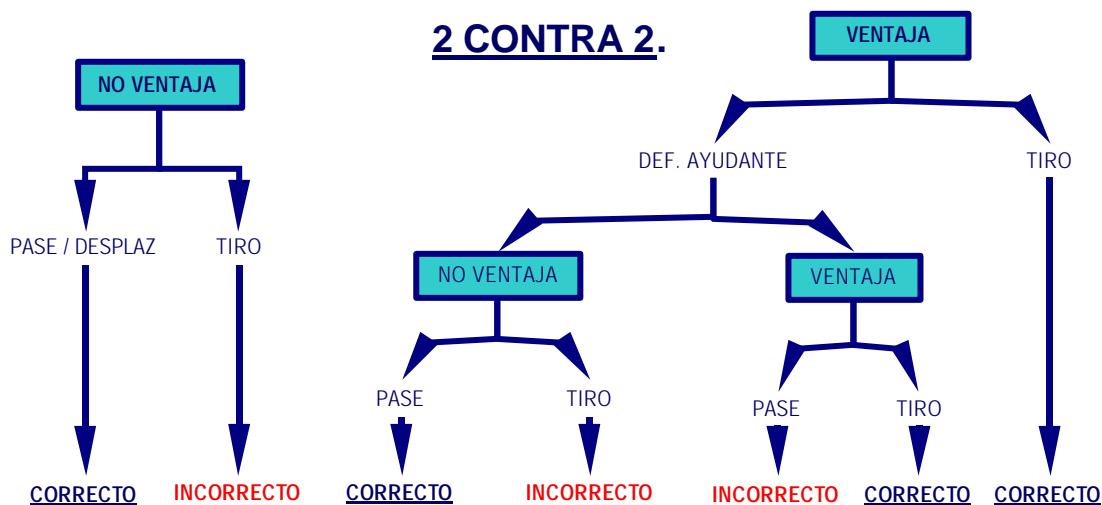 2 CONTRA 2.
VENTAJA
NO VENTAJA
DEF. AYUDANTE
TIRO
PASE / DESPLAZ
TIRO
NO VENTAJA
VENTAJA
PASE
TIRO
PASE
TIRO
CORRECTO
INCORRECTO
CORRECTO
INCORRECTO
INCORRECTO
CORRECTO
CORRECTO